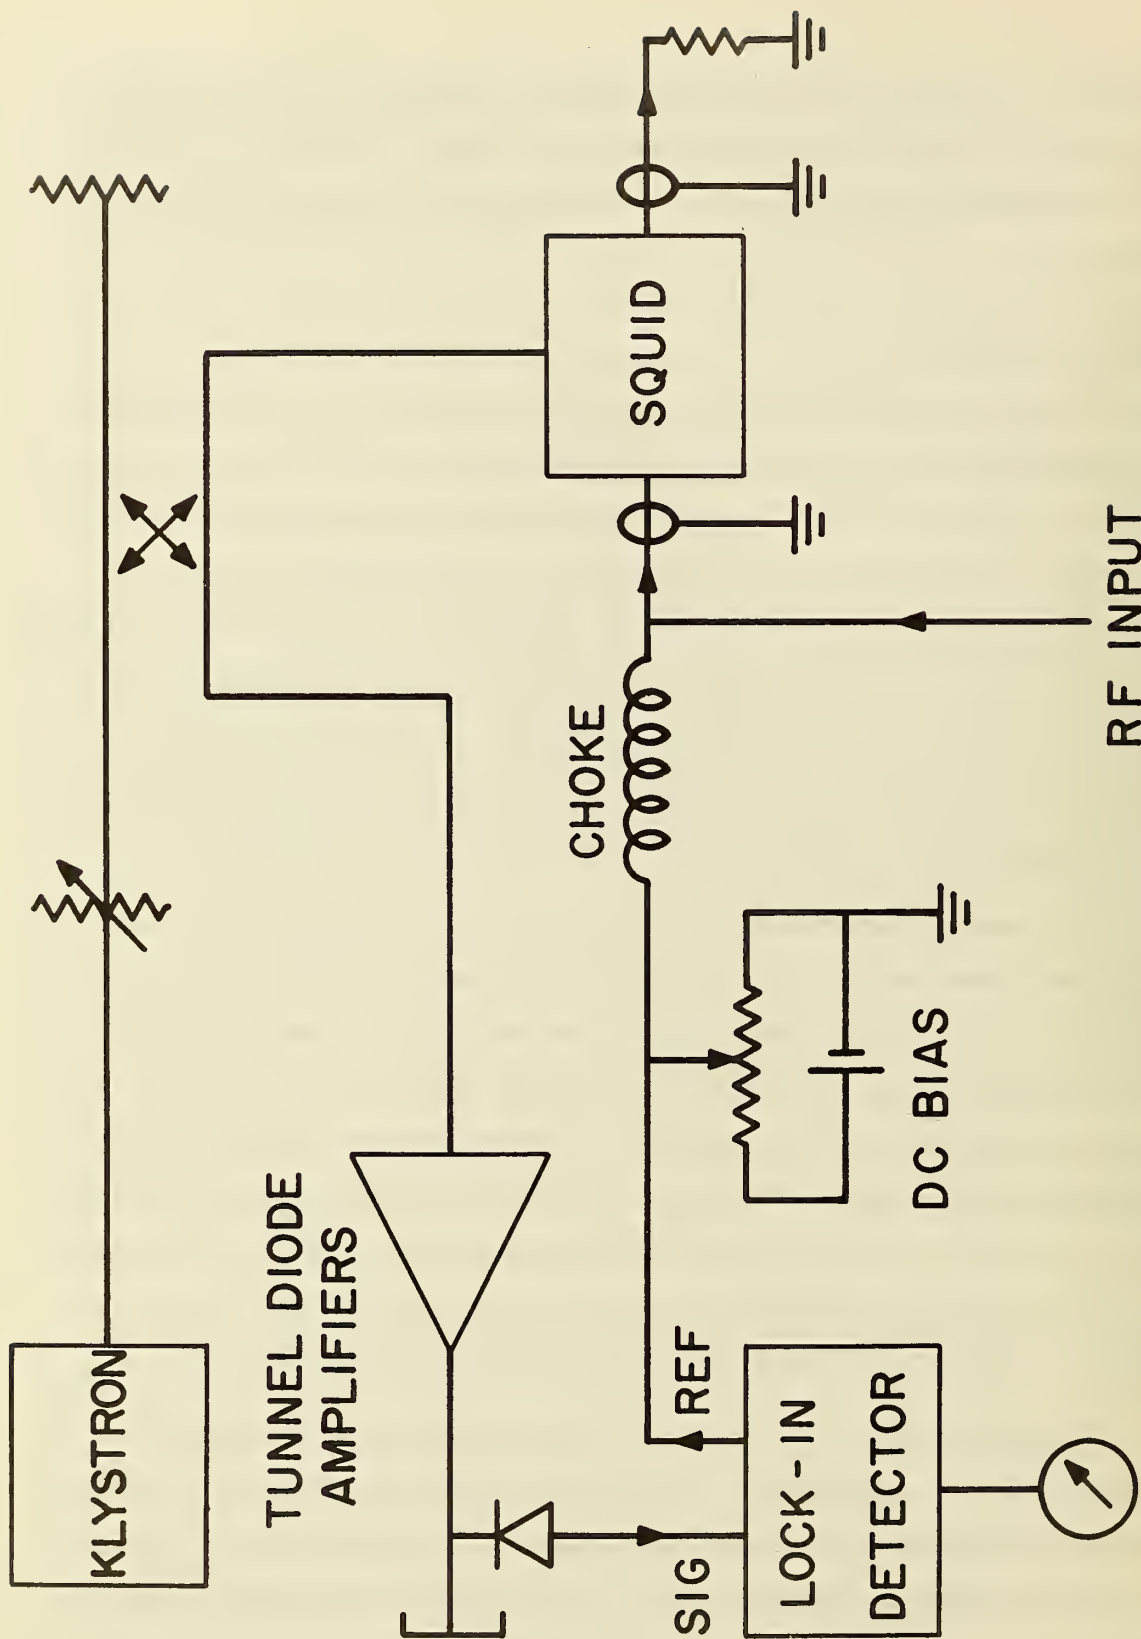 KLYSTRON
TUNNEL DIODE
AMPLIFIERS
SQUID
CHOKE
REF
SIG
LOCK-IN
DETECTOR
DC BIAS
RF INPUT